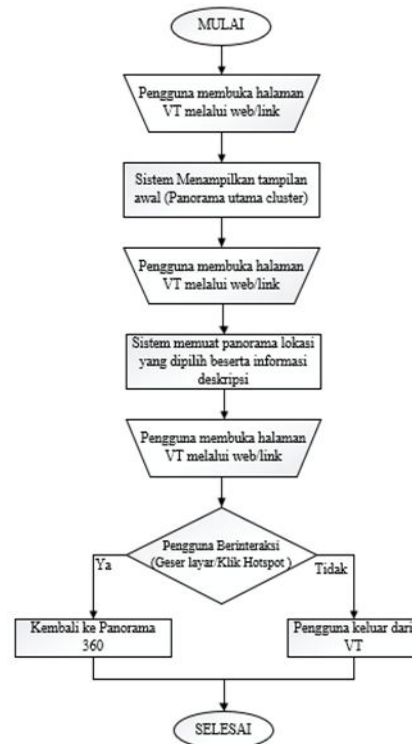 MULAI
Pengguna membuka halaman
VT melalui web/link
Sistem Menampilkan tampilan
awal (Panorama utama cluster)
Pengguna membuka halaman
VT melalui web/link
Sistem memuat panorama lokasi
yang dipilih beserta informasi
deskripsi
Pengguna membuka halaman
VT melalui web/link
Pengguna Berinteraksi
(Geser layar/Klik Hotspot )
Ya
Tidak
Kembali ke Panorama
360
Pengguna keluar dari
VT
SELESAI